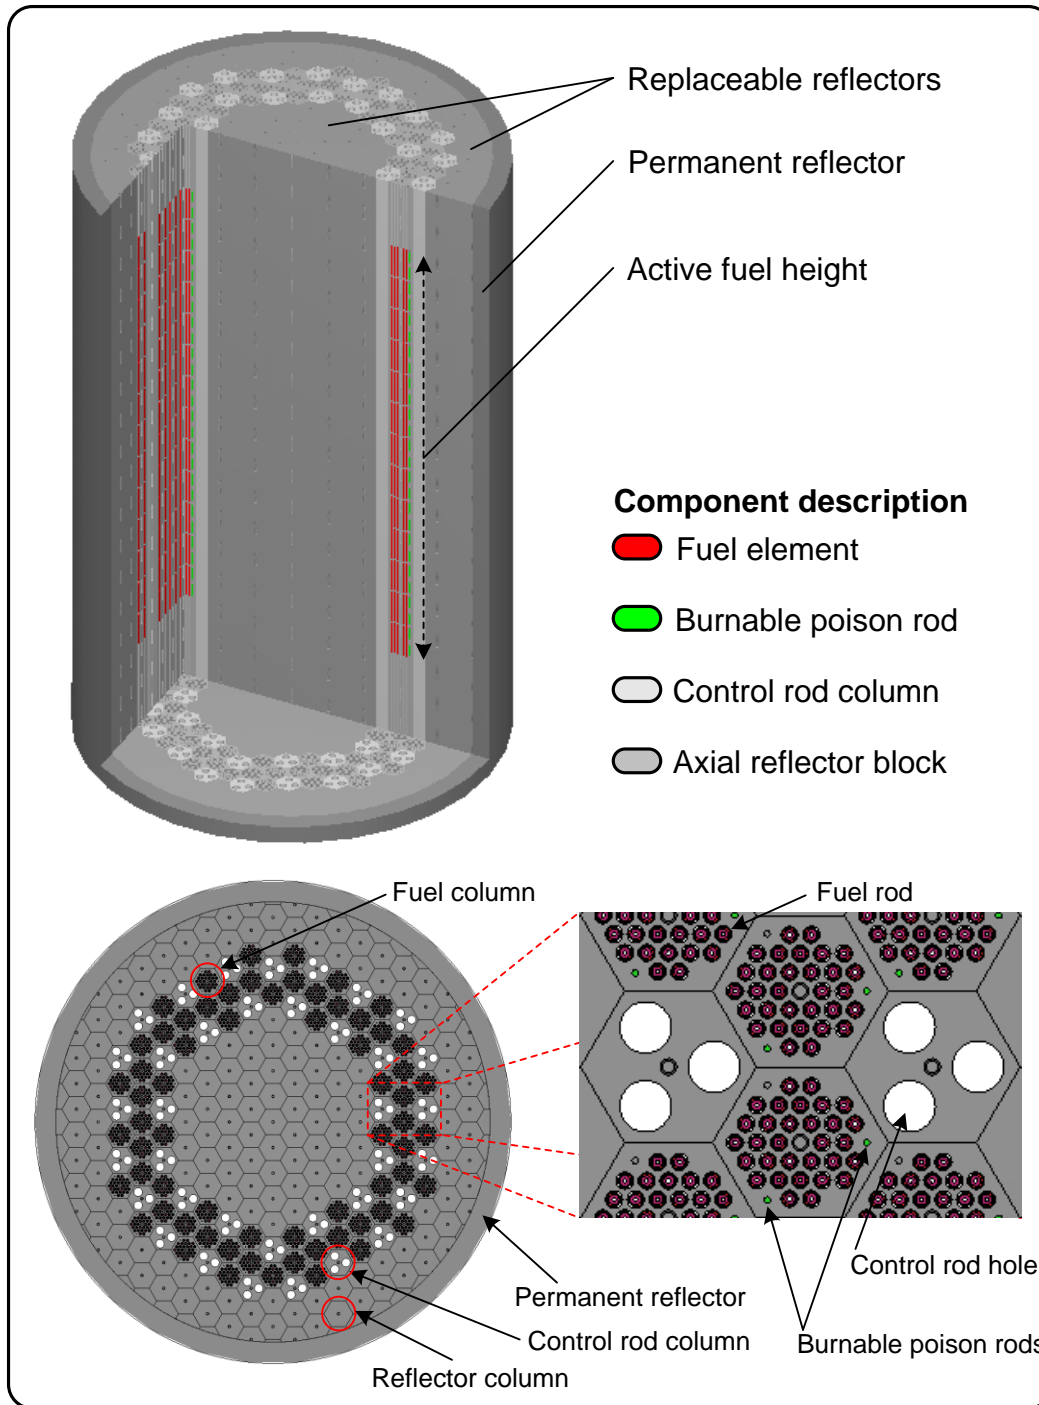 Replaceable reflectors
Permanent reflector
Active fuel height
Component description
Fuel element
Burnable poison rod
Control rod column
Axial reflector block
Fuel column
Fuel rod
Control rod hole
Permanent reflector
Control rod column
Burnable poison rods
Reflector column